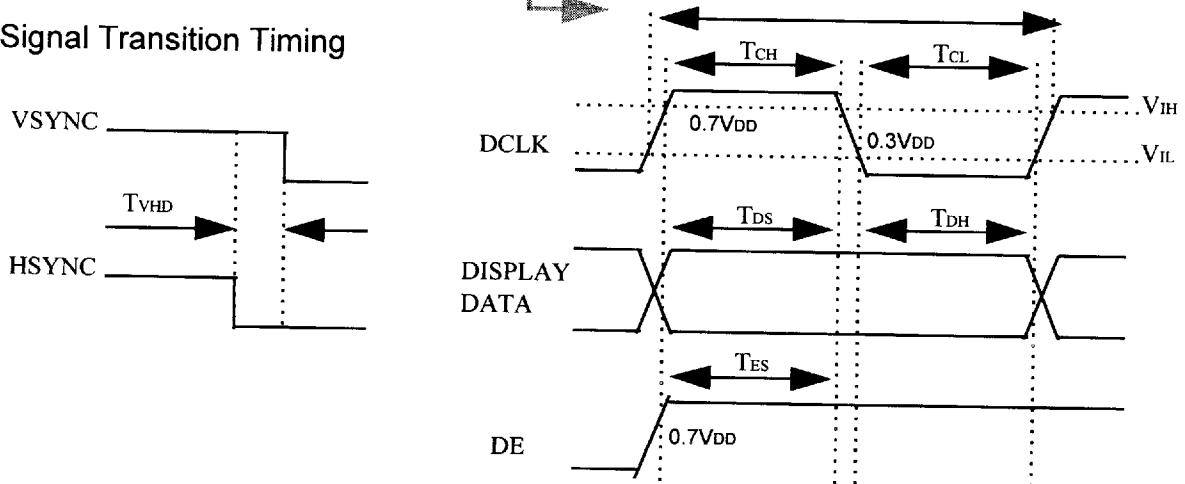 Signal Transition Timing
VSYNC
TVHD
HSYNC
TCH
TCL
DCLK
0.7VDD
0.3VDD
VIH
VIL
TDS
TDH
DISPLAY
DATA
TES
DE
0.7VDD